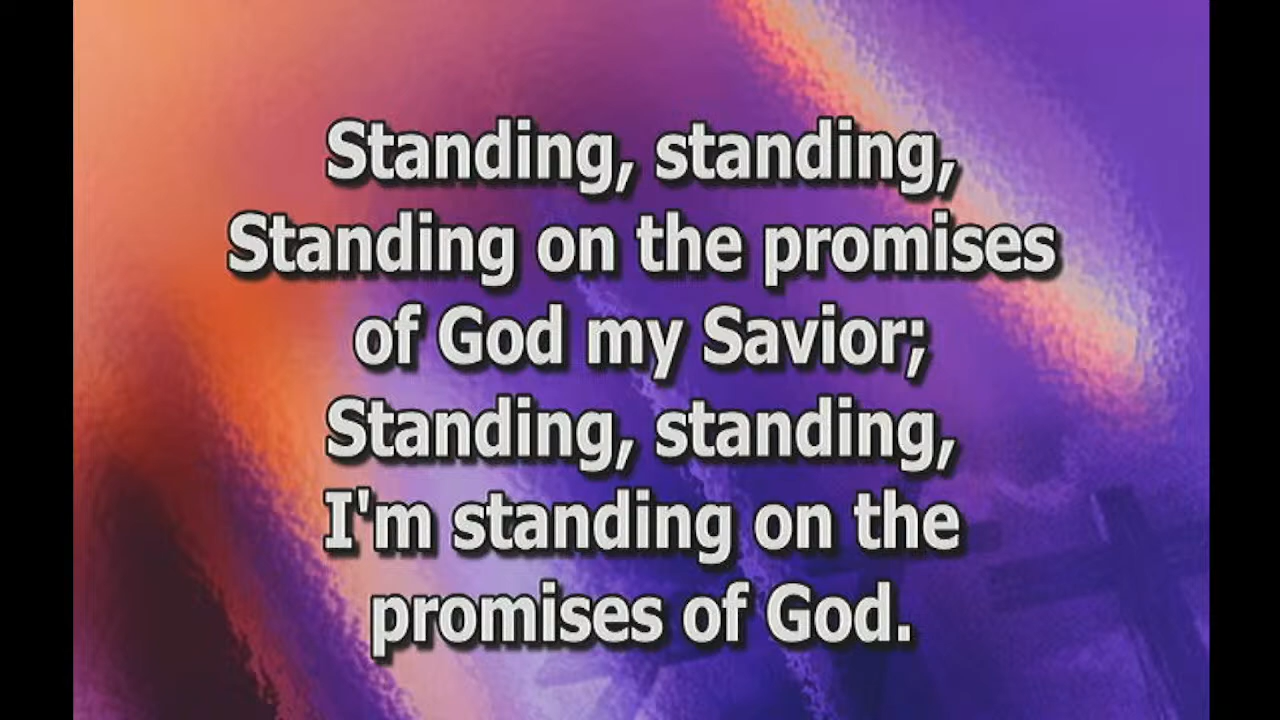 Standing, standing,
Standing on the promises
of God my Savior;
Standing, standing,
I'm standing on the
promises of God.